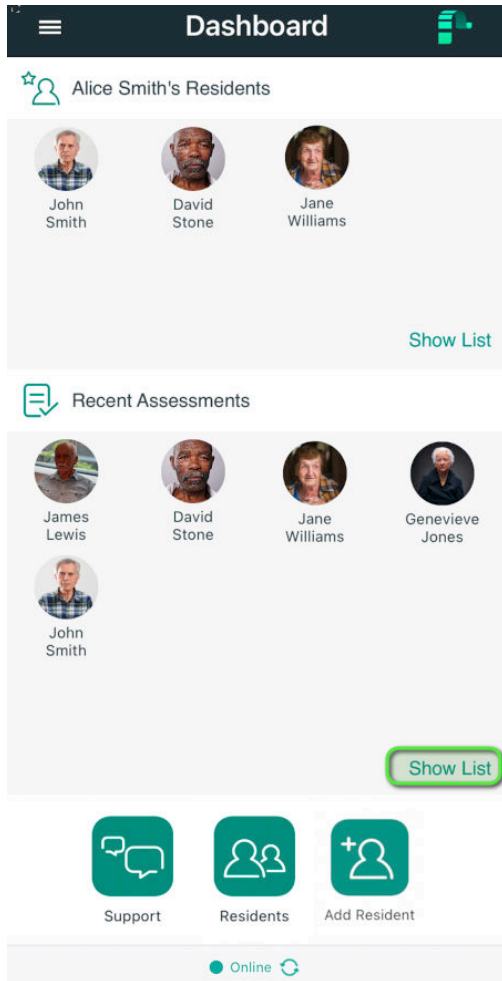 Dashboard
Alice Smith's Residents
John
Smith
David
Stone
Jane
Williams
Show List
Recent Assessments
James
Lewis
David
Stone
Jane
Williams
Genevieve
Jones
John
Smith
Show List
Support
Residents
Add Resident
Online